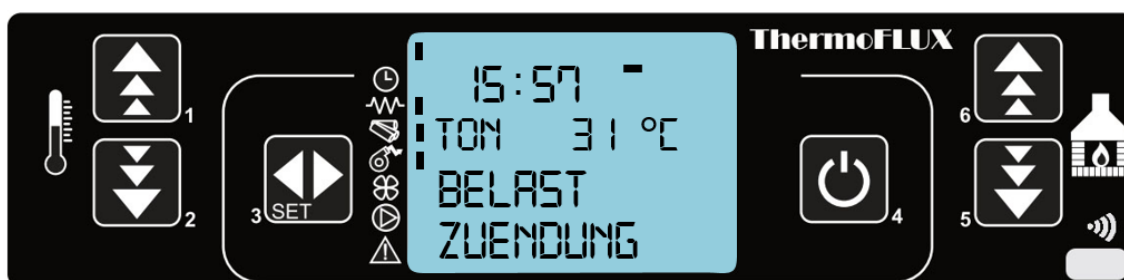 ThermoFLUX
15:57
TON 31 °C
BELAST
ZUENDUNG
1
2
3 SET
4
6
5